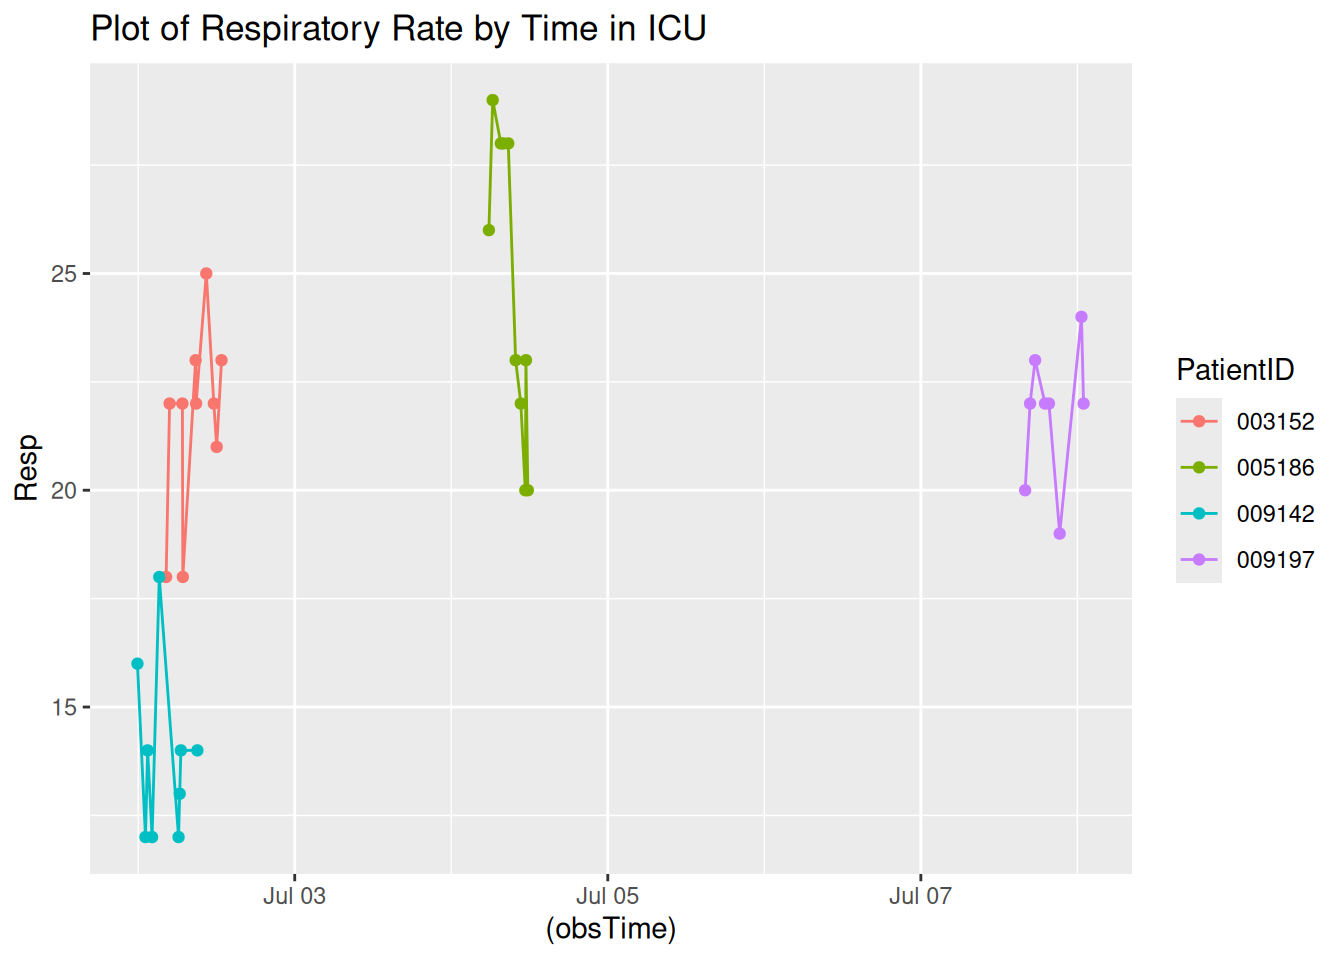 Plot of Respiratory Rate by Time in ICU
Resp
25
20
15
Jul 03 Jul 05 Jul 07
(obsTime)
PatientID
003152
005186
009142
009197